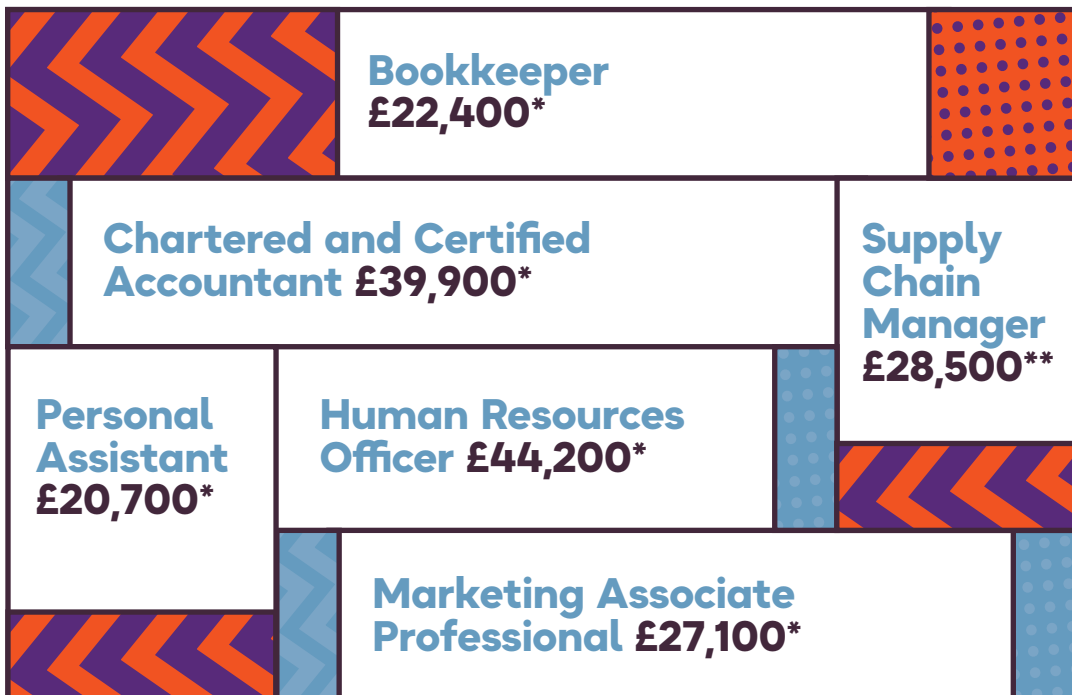 Bookkeeper
£22,400*
Chartered and Certified
Accountant £39,900*
Supply
Chain
Manager
£28,500**
Personal
Assistant
£20,700*
Human Resources
Officer £44,200*
Marketing Associate
Professional £27,100*